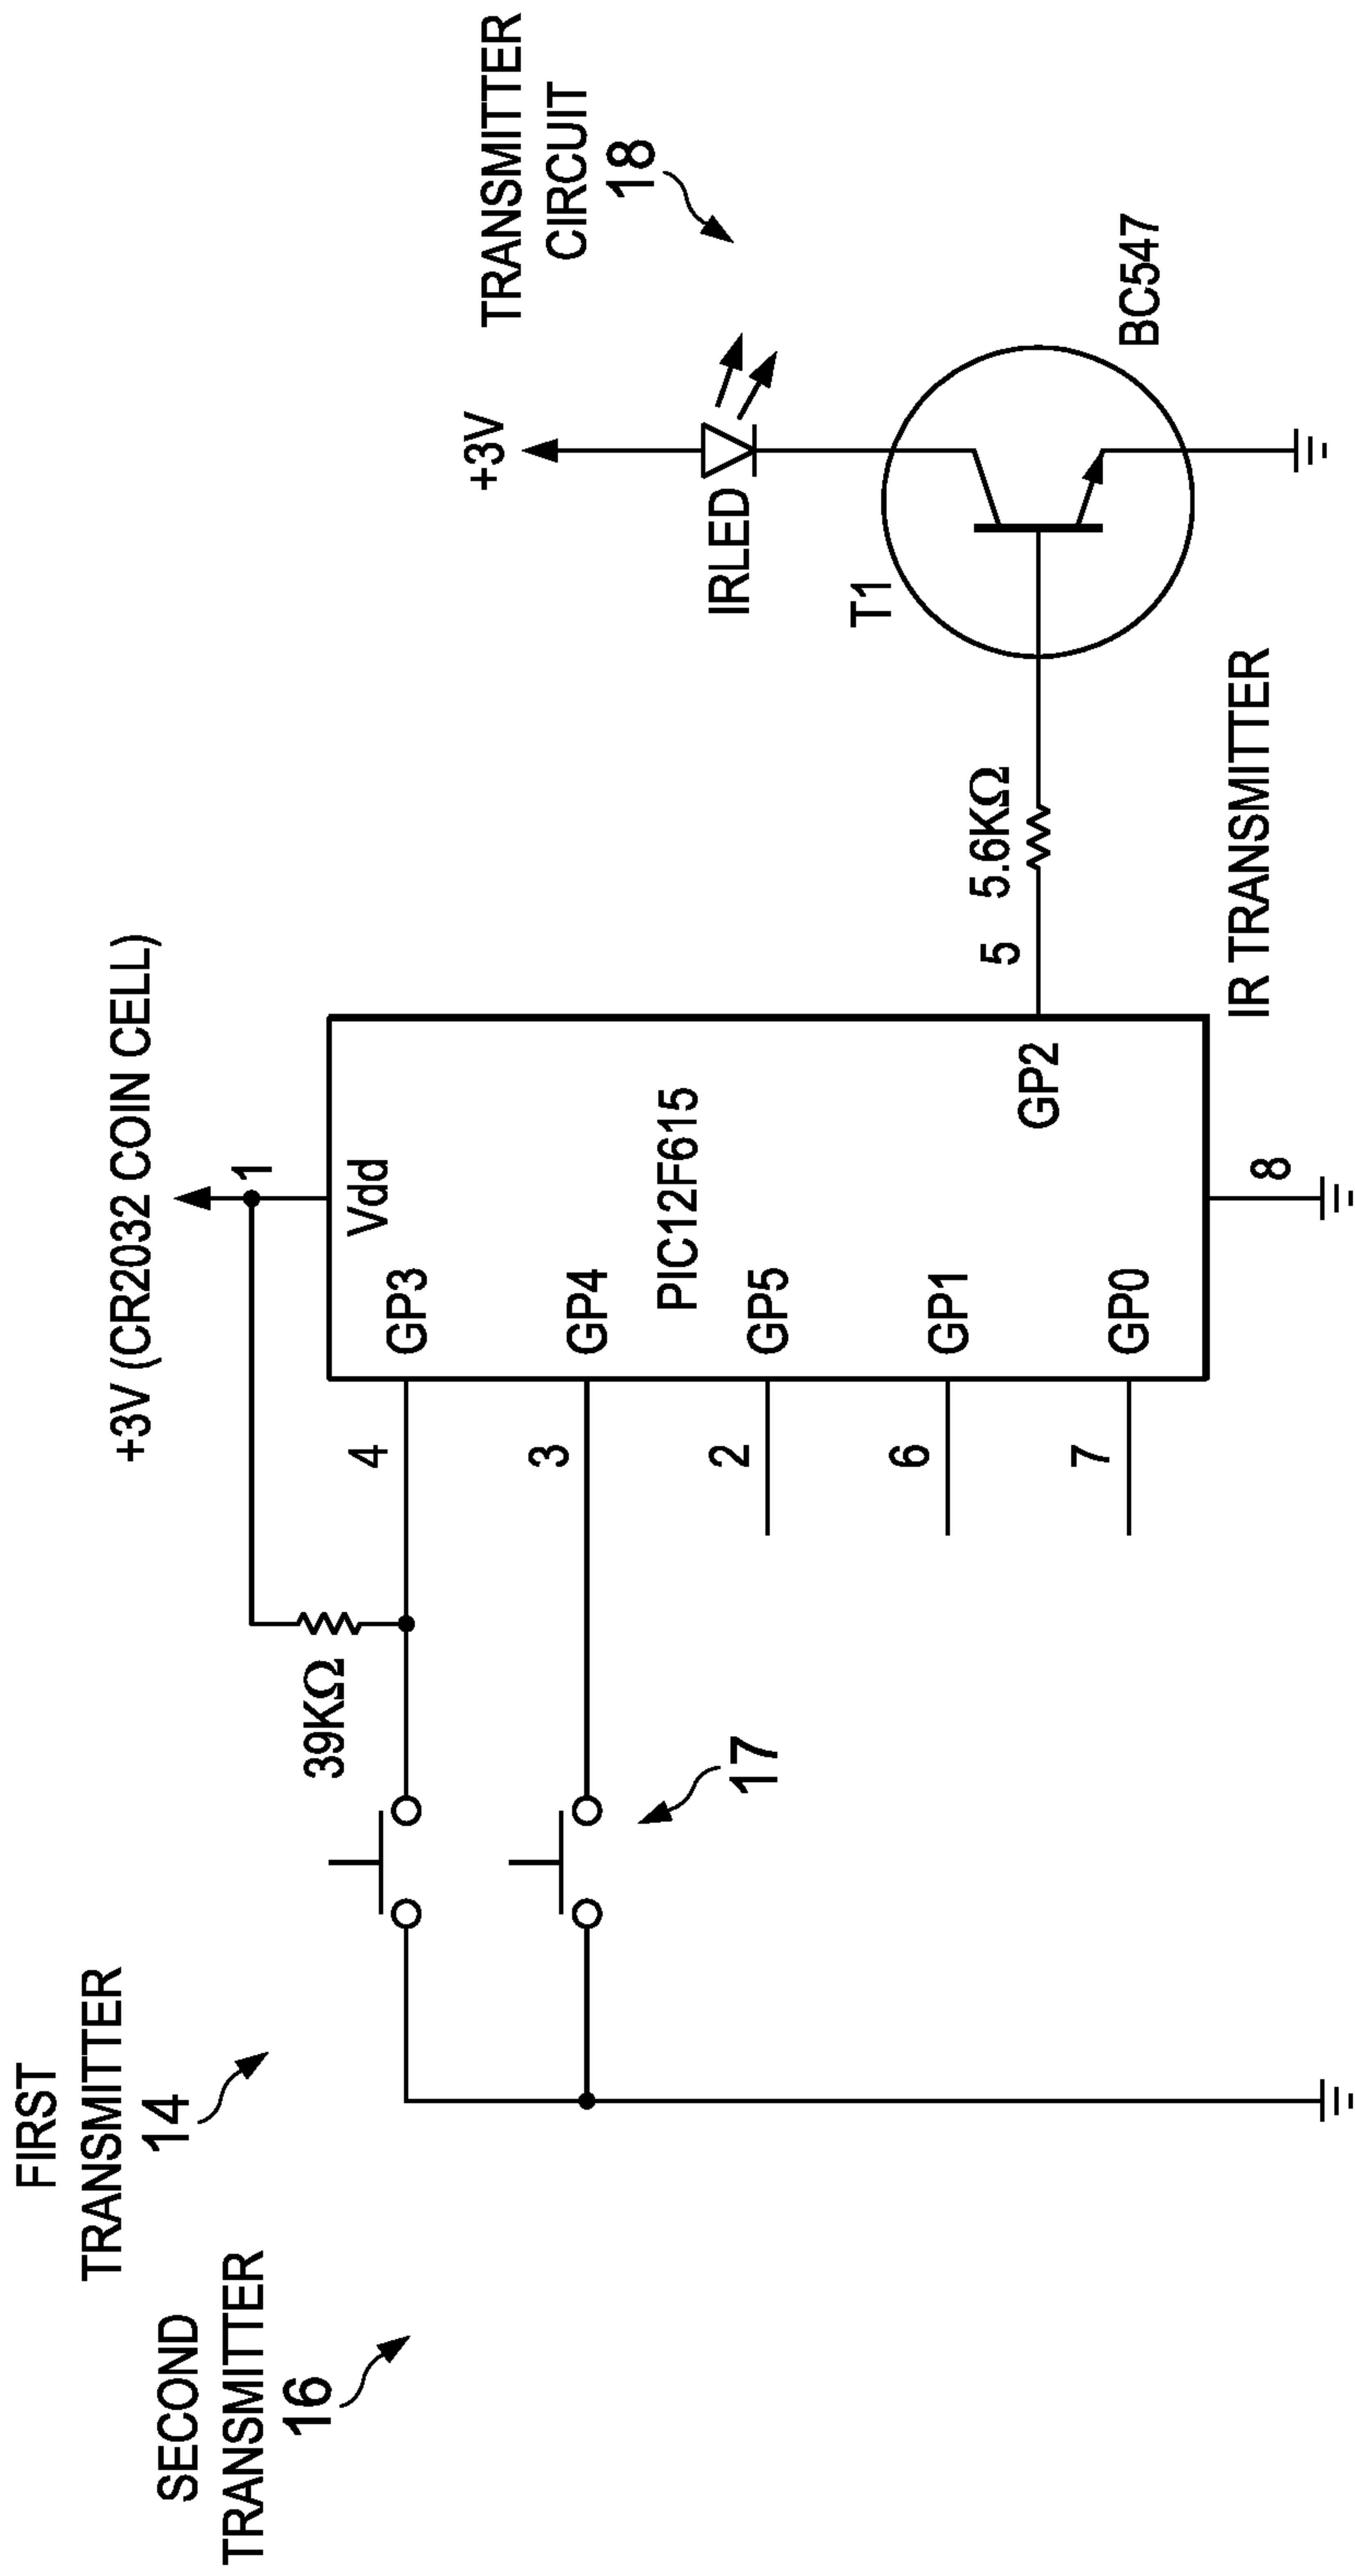 FIRST
TRANSMITTER
14
SECOND
TRANSMITTER
16
+3V (CR2032 COIN CELL)
1
39KΩ
4
3
2
6
7
17
Vdd
GP3
GP4
PIC12F615
GP5
GP1
GP0
GP2
8
5
5.6KΩ
IR TRANSMITTER
+3V
IRLED
T1
BC547
TRANSMITTER
CIRCUIT
18